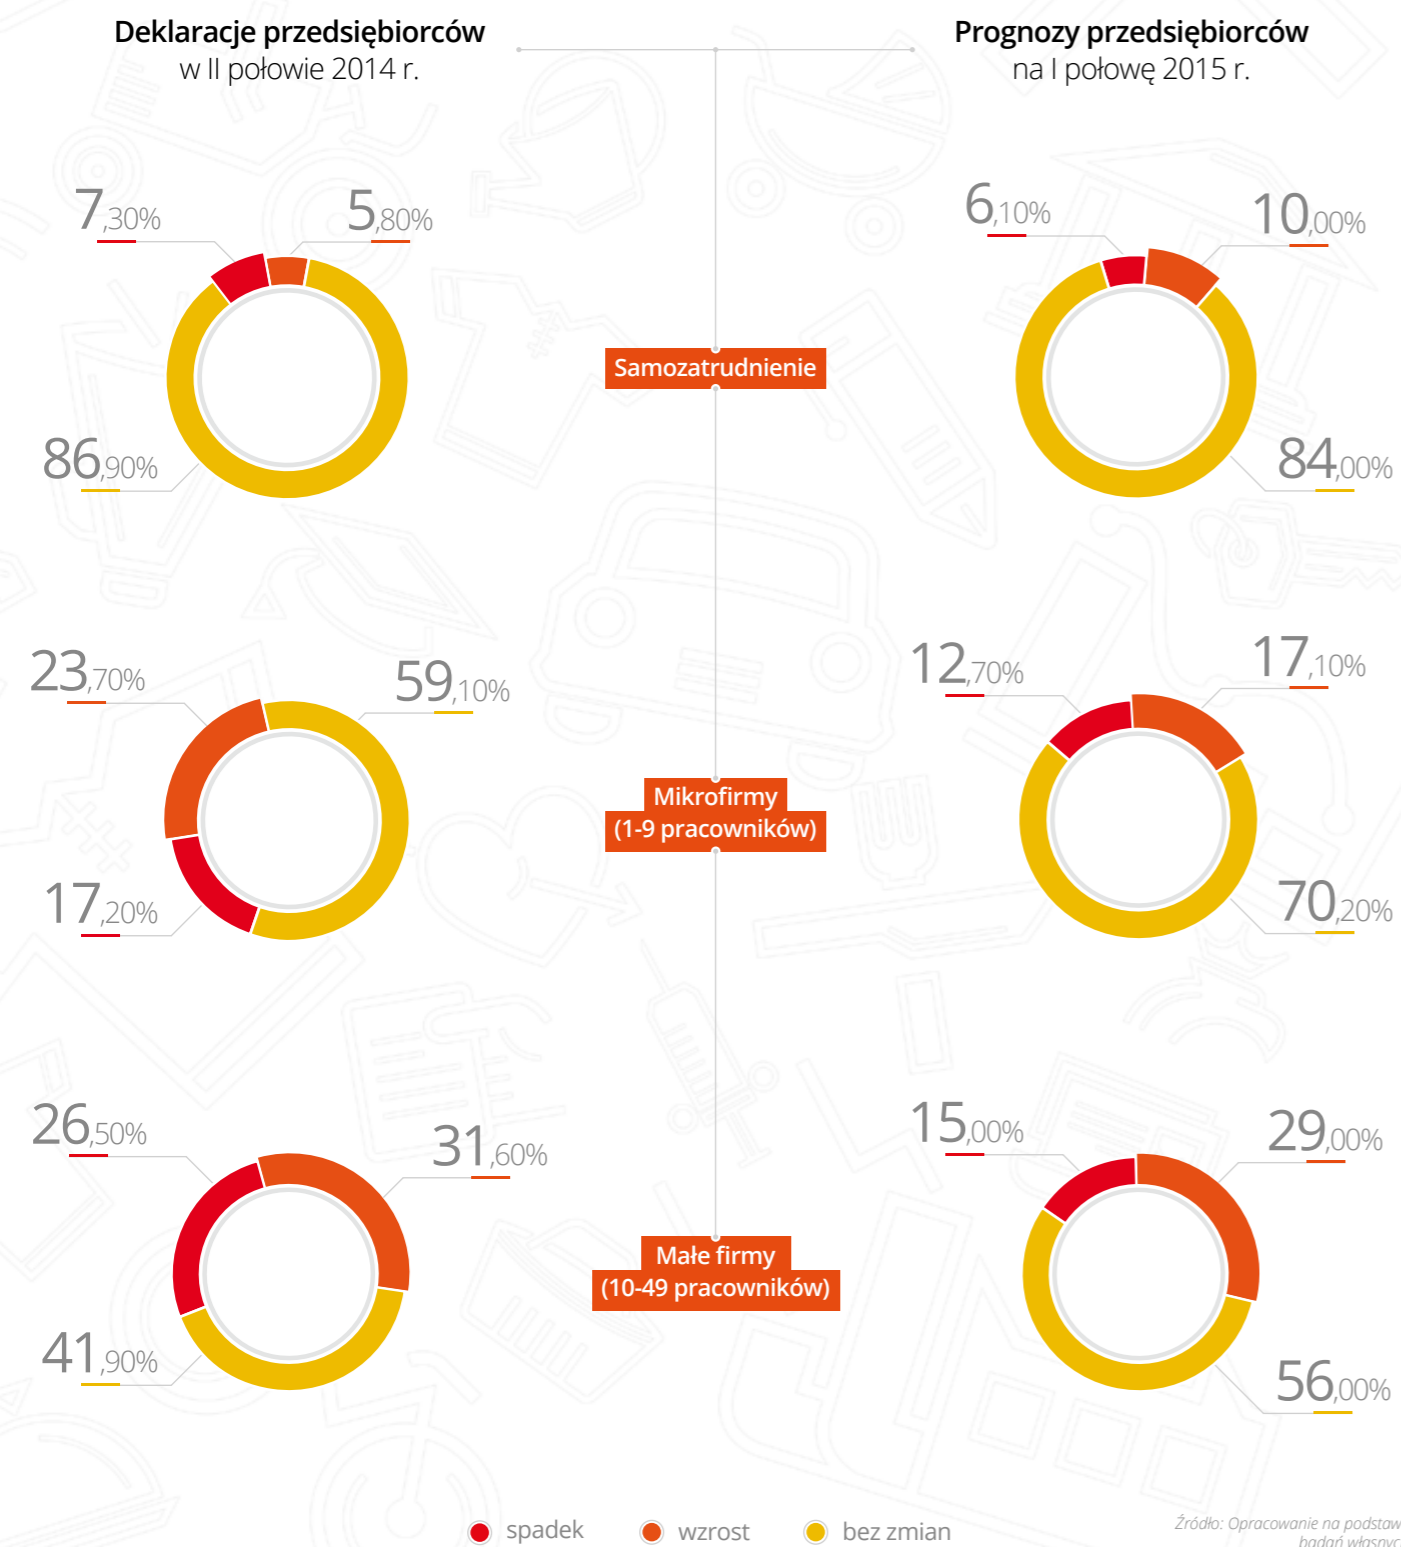 Deklaracje przedsiębiorców
w II połowie 2014 r.
Prognozy przedsiębiorców
na I połowę 2015 r.
7,30%
5,80%
86,90%
Samozatrudnienie
6,10%
10,00%
84,00%
23,70%
59,10%
17,20%
Mikrofirmy
(1-9 pracowników)
12,70%
17,10%
70,20%
26,50%
31,60%
41,90%
Małe firmy
(10-49 pracowników)
15,00%
29,00%
56,00%
spadek
wzrost
bez zmian
Źródło: Opracowanie na podstaw
badań własnyc